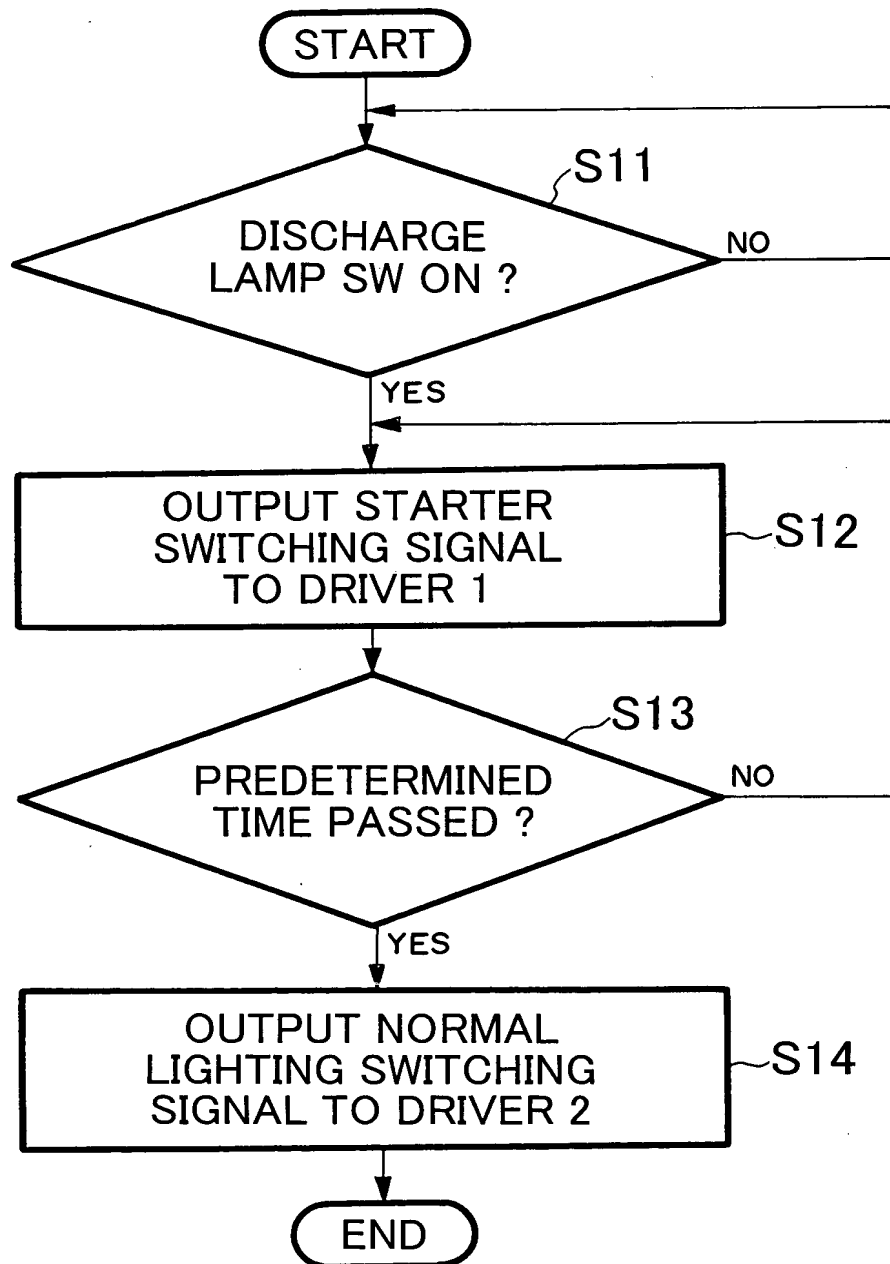 START
S11
DISCHARGE
LAMP SW ON ?
NO
YES
OUTPUT STARTER
SWITCHING SIGNAL
TO DRIVER 1
S12
S13
PREDETERMINED
TIME PASSED ?
NO
YES
OUTPUT NORMAL
LIGHTING SWITCHING
SIGNAL TO DRIVER 2
S14
END